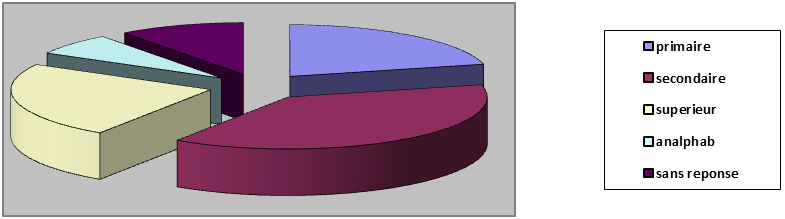 primaire
secondaire
superieur
analphab
sans reponse